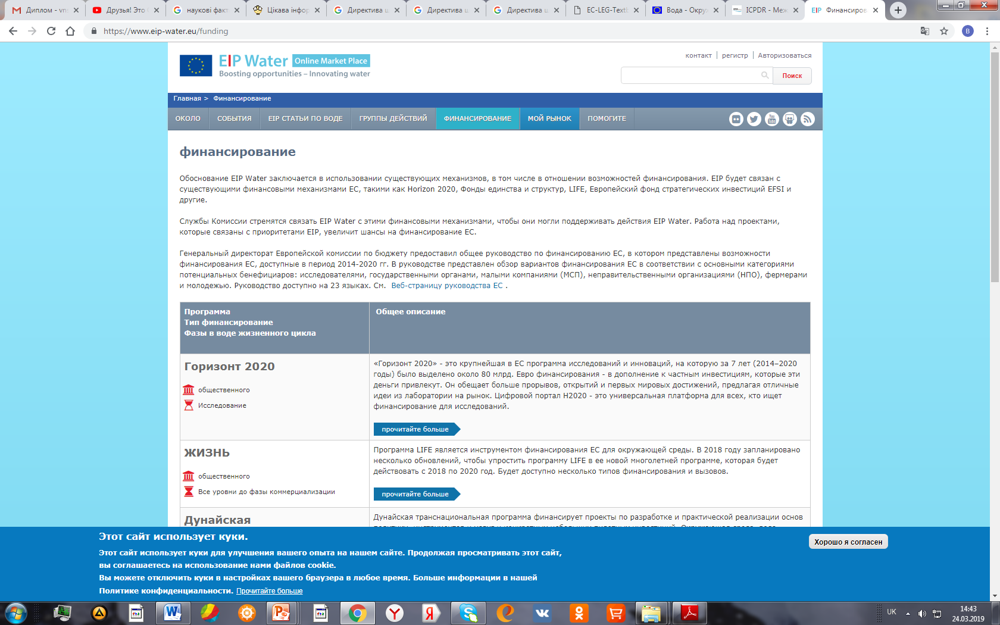 Диплом - vn
Друзья! Это
наукові факт
Цікава інфор
Директива ц
Директива ц
Директива ц
EC-LEG-Textb
Вода - Окру
ICPDR - Меж
EIP Финансиров
https://www.eip-water.eu/funding
B
EIP Water Online Market Place
Boosting opportunities – Innovating water
контакт | регистр | Авторизоваться
Поиск
Главная > Финансирование
ОКОЛО СОБЫТИЯ EIP СТАТЬИ ПО ВОДЕ ГРУППЫ ДЕЙСТВИЙ ФИНАНСИРОВАНИЕ МОЙ РЫНОК ПОМОГИТЕ
финансирование
Обоснование EIP Water заключается в использовании существующих механизмов, в том числе в отношении возможностей финансирования. EIP будет связан с
существующими финансовыми механизмами ЕС, такими как Horizon 2020, Фонды единства и структур, LIFE, Европейский фонд стратегических инвестиций EFSI и
другие.
Службы Комиссии стремятся связать EIP Water с этими финансовыми механизмами, чтобы они могли поддерживать действия EIP Water. Работа над проектами,
которые связаны с приоритетами EIP, увеличит шансы на финансирование ЕС.
Генеральный директорат Европейской комиссии по бюджету предоставил общее руководство по финансированию ЕС, в котором представлены возможности
финансирования ЕС, доступные в период 2014-2020 гг. В руководстве представлен обзор вариантов финансирования ЕС в соответствии с основными категориями
потенциальных бенефициаров: исследователями, государственными органами, малыми компаниями (МСП), неправительственными организациями (НПО), фермерами
и молодежью. Руководство доступно на 23 языках. См. Веб-страницу руководства ЕС .
Программа
Тип финансирование
Фазы в воде жизненного цикла
Общее описание
Горизонт 2020
общественного
Исследование
«Горизонт 2020» - это крупнейшая в ЕС программа исследований и инноваций, на которую за 7 лет (2014–2020
годы) было выделено около 80 млрд. Евро финансирования - в дополнение к частным инвестициям, которые эти
деньги привлекут. Он обещает больше прорывов, открытий и первых мировых достижений, предлагая отличные
идеи из лаборатории на рынок. Цифровой портал H2020 - это универсальная платформа для всех, кто ищет
финансирование для исследований.
прочитайте больше
ЖИЗНЬ
общественного
Все уровни до фазы коммерциализации
Программа LIFE является инструментом финансирования ЕС для окружающей среды. В 2018 году запланировано
несколько обновлений, чтобы упростить программу LIFE в ее новой многолетней программе, которая будет
действовать с 2018 по 2020 год. Будет доступно несколько типов финансирования и вызовов.
прочитайте больше
Дунайская
Дунайская транснациональная программа финансирует проекты по разработке и практической реализации основ
Этот сайт использует куки.
Этот сайт использует куки для улучшения вашего опыта на нашем сайте. Продолжая просматривать этот сайт,
вы соглашаетесь на использование нами файлов cookie.
Вы можете отключить куки в настройках вашего браузера в любое время. Больше информации в нашей
Политике конфиденциальности. Прочитайте больше
Хорошо я согласен
UK
14:43
24.03.2019